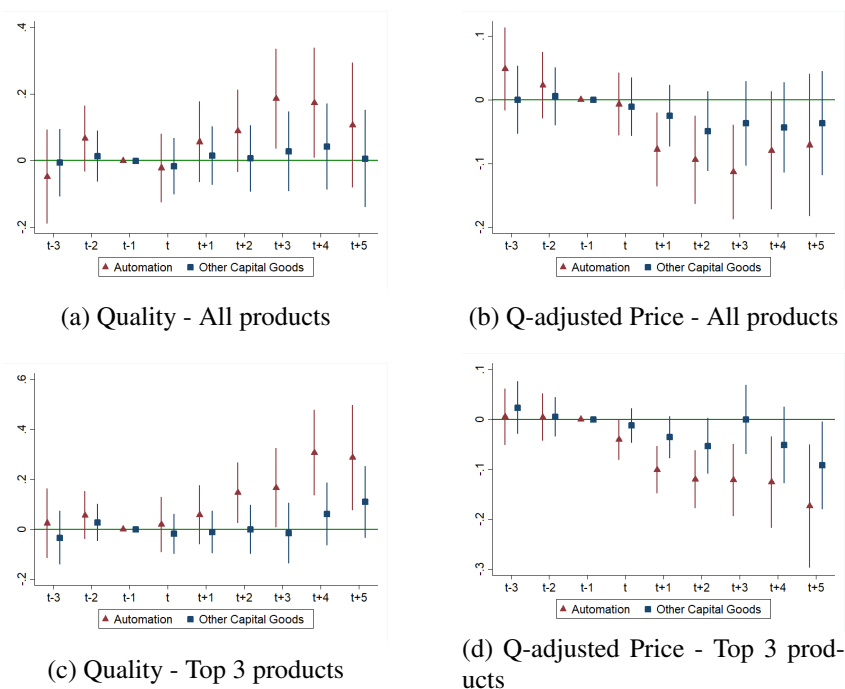 .4
.2
0
-.2
t-3 t-2 t-1 t t+1 t+2 t+3 t+4 t+5
Automation Other Capital Goods
(a) Quality - All products
.1
0
-.1
-.2
t-3 t-2 t-1 t t+1 t+2 t+3 t+4 t+5
Automation Other Capital Goods
(b) Q-adjusted Price - All products
.6
.4
.2
0
-.2
t-3 t-2 t-1 t t+1 t+2 t+3 t+4 t+5
Automation Other Capital Goods
(c) Quality - Top 3 products
.1
0
-.1
-.2
-.3
t-3 t-2 t-1 t t+1 t+2 t+3 t+4 t+5
Automation Other Capital Goods
(d) Q-adjusted Price - Top 3 prod-
ucts